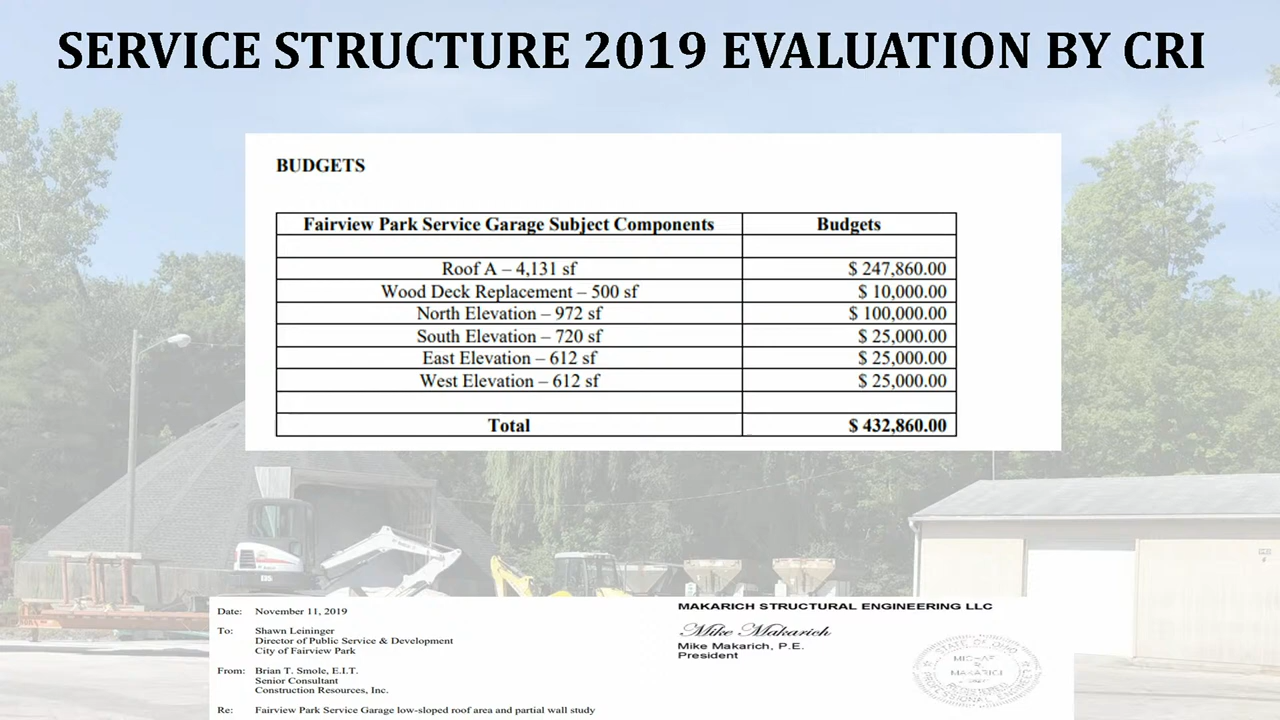 SERVICE STRUCTURE 2019 EVALUATION BY CRI
BUDGETS
Fairview Park Service Garage Subject Components Budgets
Roof A – 4,131 sf $ 247,860.00
Wood Deck Replacement – 500 sf $ 10,000.00
North Elevation – 972 sf $ 100,000.00
South Elevation – 720 sf $ 25,000.00
East Elevation – 612 sf $ 25,000.00
West Elevation – 612 sf $ 25,000.00
Total $ 432,860.00
Date: November 11, 2019
To: Shawn Leininger
Director of Public Service & Development
City of Fairview Park
From: Brian T. Smole, E.I.T.
Senior Consultant
Construction Resources, Inc.
Re: Fairview Park Service Garage low-sloped roof area and partial wall study
MAKARICH STRUCTURAL ENGINEERING LLC
Mike Makarich
Mike Makarich, P.E.
President
STATE OF OHIO
MAKARICH